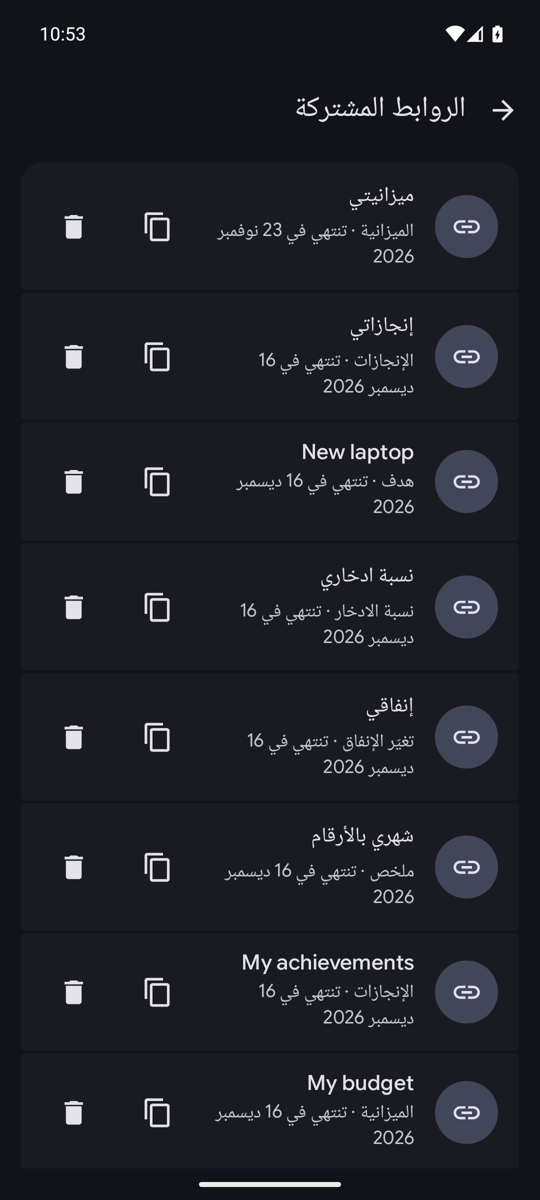 10:53
الروابط المشتركة
ميزانيتي
الميزانية · تنتهي في 23 نوفمبر
2026
إنجازاتي
الإنجازات · تنتهي في 16
ديسمبر 2026
New laptop
هدف · تنتهي في 16 ديسمبر
2026
نسبة ادخاري
نسبة الادخار · تنتهي في 16
ديسمبر 2026
إنفاقي
تغيّر الإنفاق · تنتهي في 16
ديسمبر 2026
شهري بالأرقام
ملخص · تنتهي في 16 ديسمبر
2026
My achievements
الإنجازات · تنتهي في 16
ديسمبر 2026
My budget
الميزانية · تنتهي في 16 ديسمبر
2026